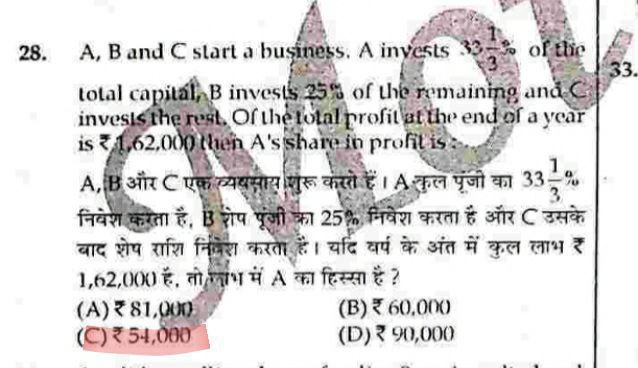 28. A, B and C start a business. A invests 33 1/3 % of the
33.
total capital, B invests 25% of the remaining and C
invests the rest. Of the total profit at the end of a year
is ₹ 1,62,000 then A's share in profit is :
A, B और C एक व्यवसाय शुरू करते हैं। A कुल पूंजी का 33 1/3 %
निवेश करता है, B शेष पूंजी का 25% निवेश करता है और C उसके
बाद शेष राशि निवेश करता है। यदि वर्ष के अंत में कुल लाभ ₹
1,62,000 है, तो लाभ में A का हिस्सा है ?
(A) ₹ 81,000 (B) ₹ 60,000
(C) ₹ 54,000 (D) ₹ 90,000